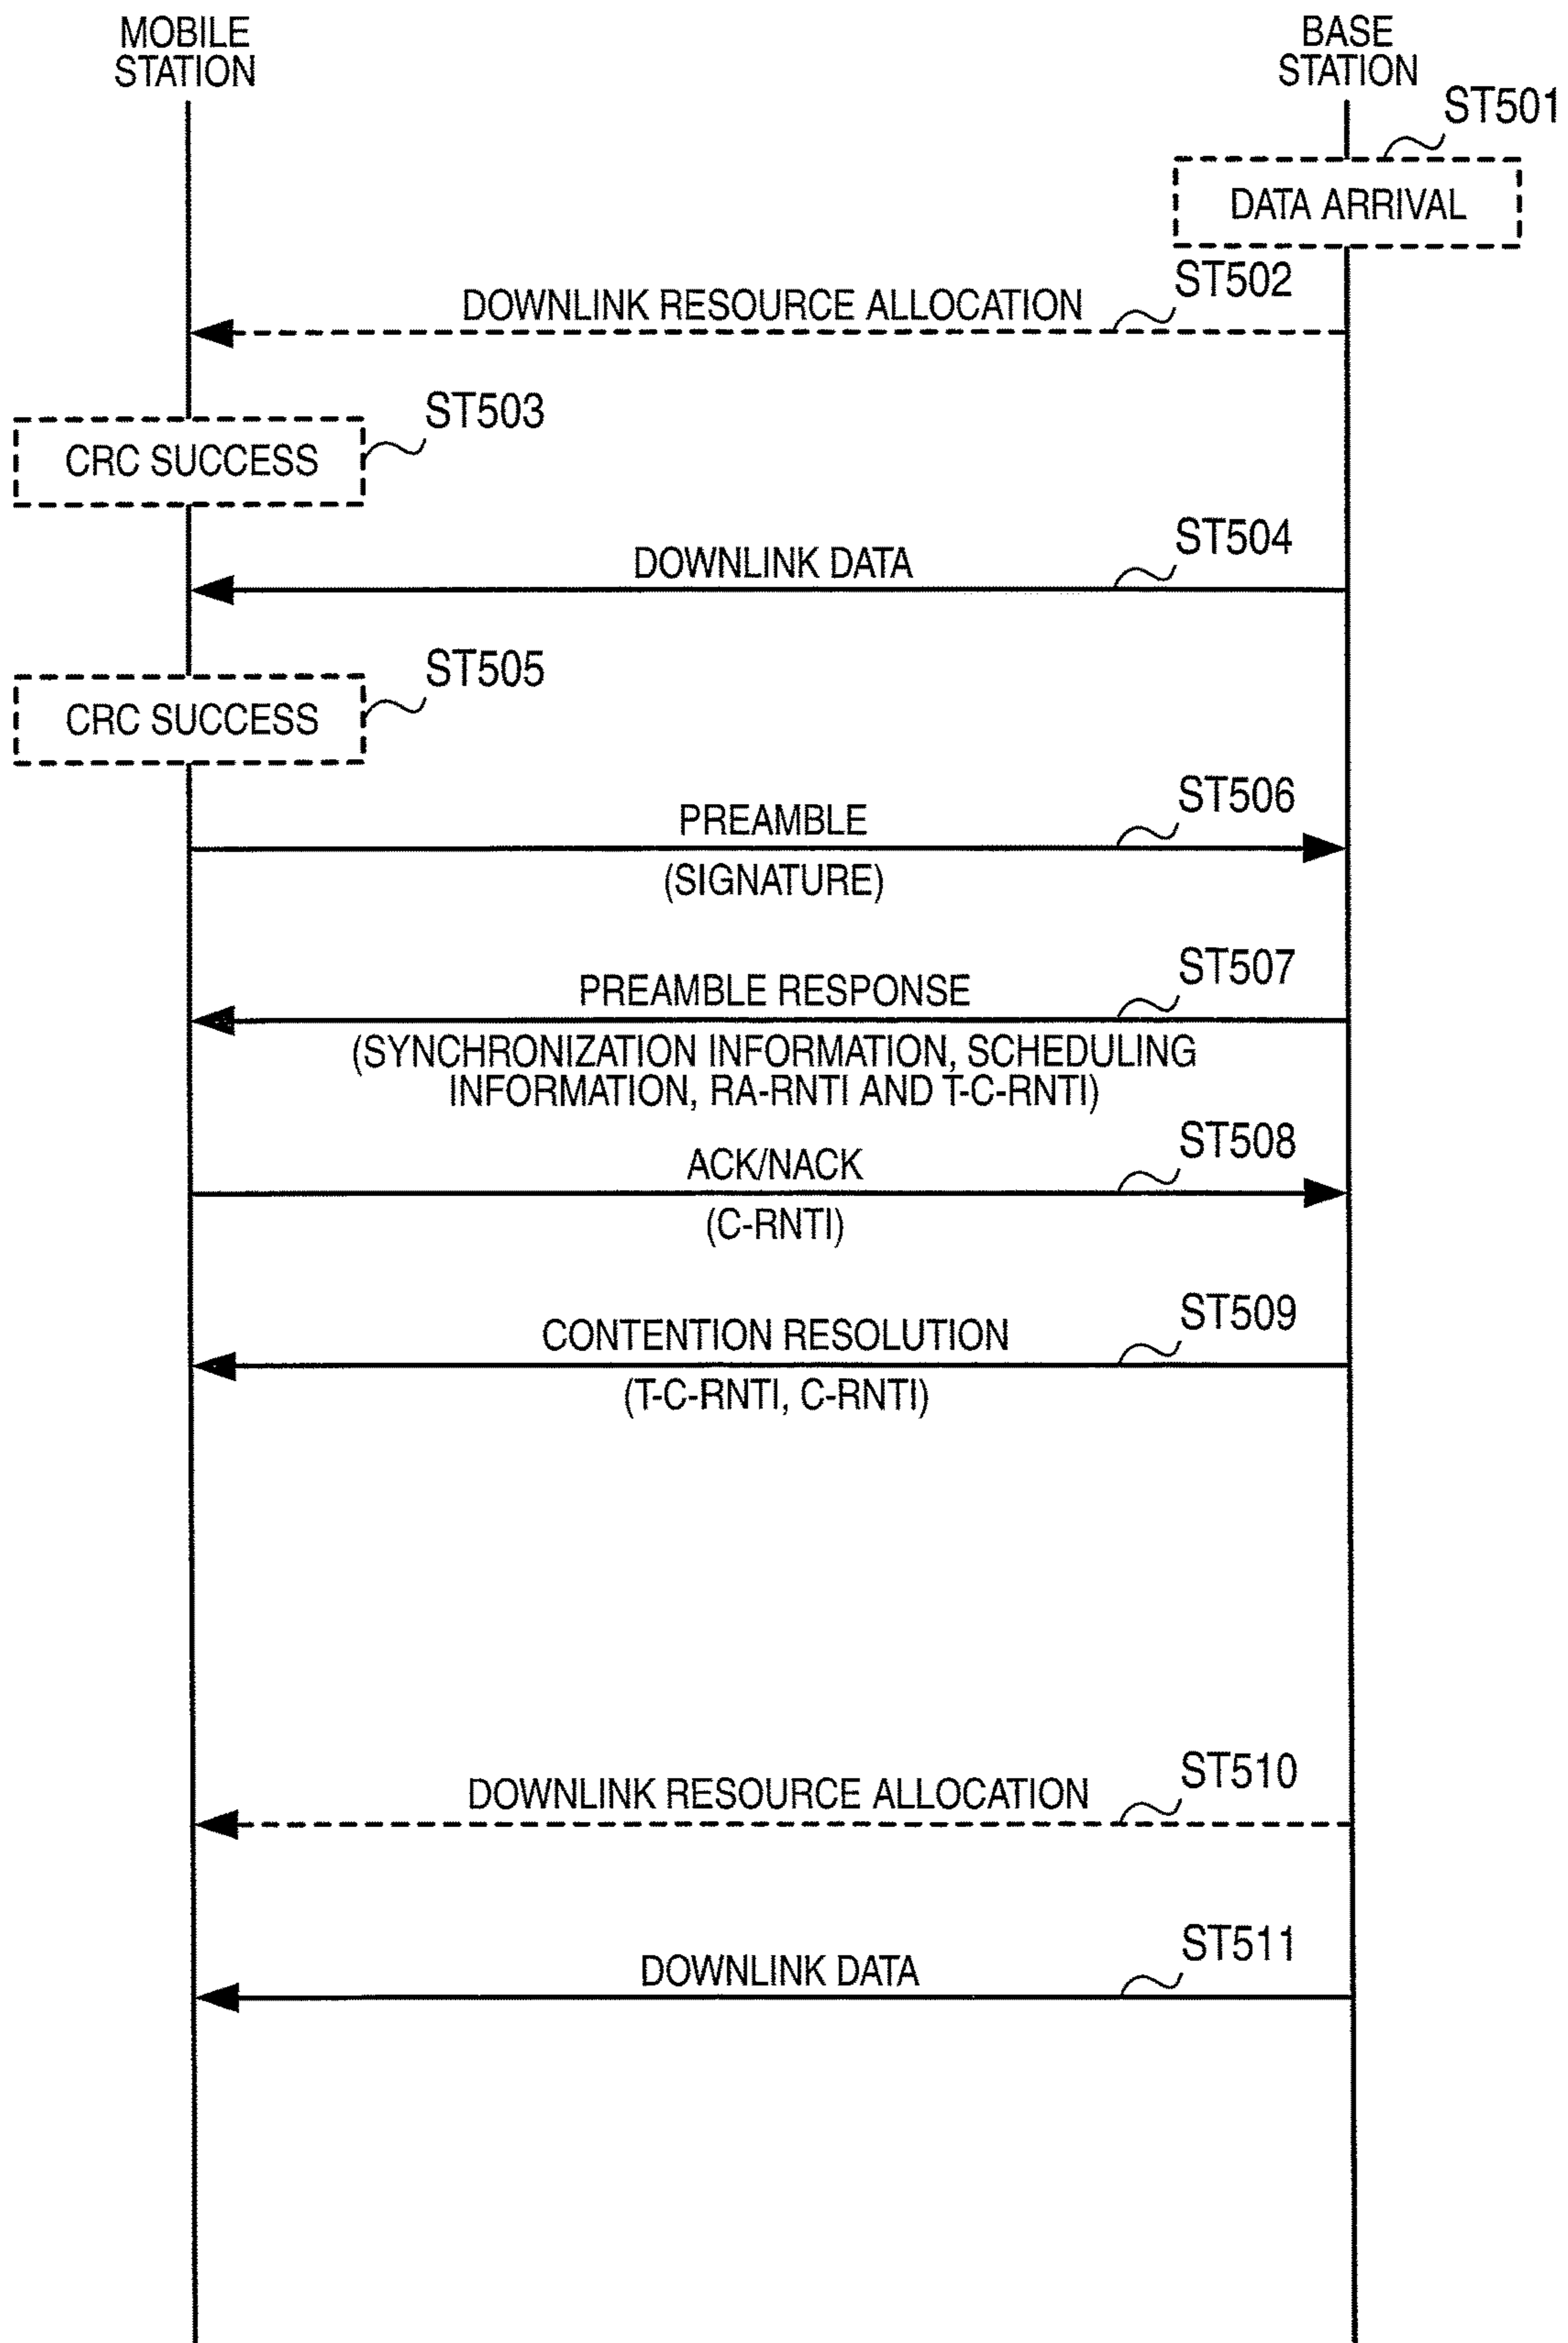 MOBILE
STATION
BASE
STATION
ST501
DATA ARRIVAL
ST502
DOWNLINK RESOURCE ALLOCATION
ST503
CRC SUCCESS
ST504
DOWNLINK DATA
ST505
CRC SUCCESS
ST506
PREAMBLE
(SIGNATURE)
ST507
PREAMBLE RESPONSE
(SYNCHRONIZATION INFORMATION, SCHEDULING
INFORMATION, RA-RNTI AND T-C-RNTI)
ST508
ACK/NACK
(C-RNTI)
ST509
CONTENTION RESOLUTION
(T-C-RNTI, C-RNTI)
ST510
DOWNLINK RESOURCE ALLOCATION
ST511
DOWNLINK DATA